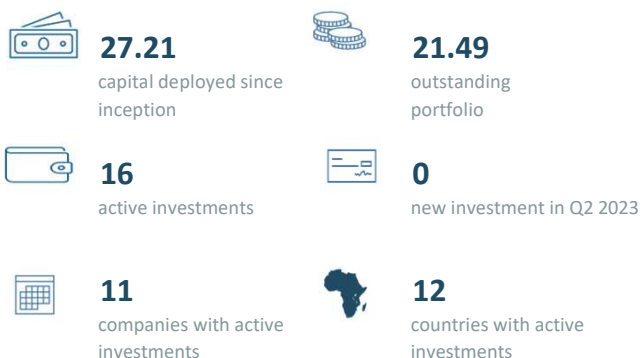 27.21
capital deployed since
inception
21.49
outstanding
portfolio
16
active investments
0
new investment in Q2 2023
11
companies with active
investments
12
countries with active
investments